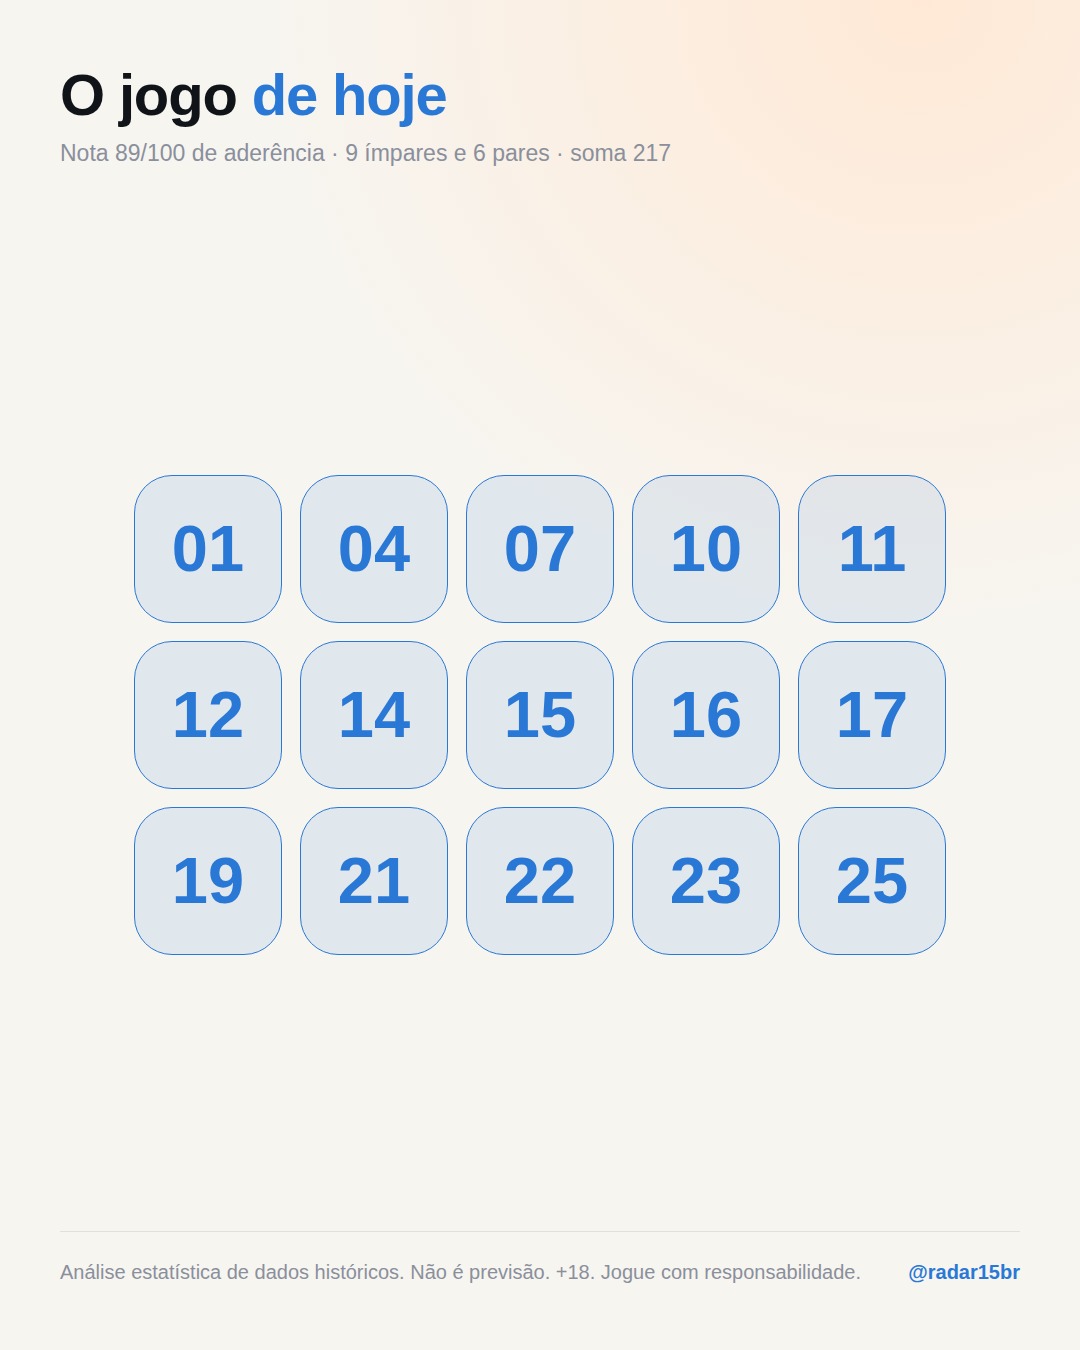 O jogo de hoje
Nota 89/100 de aderência · 9 ímpares e 6 pares · soma 217
01 04 07 10 11
12 14 15 16 17
19 21 22 23 25
Análise estatística de dados históricos. Não é previsão. +18. Jogue com responsabilidade. @radar15br